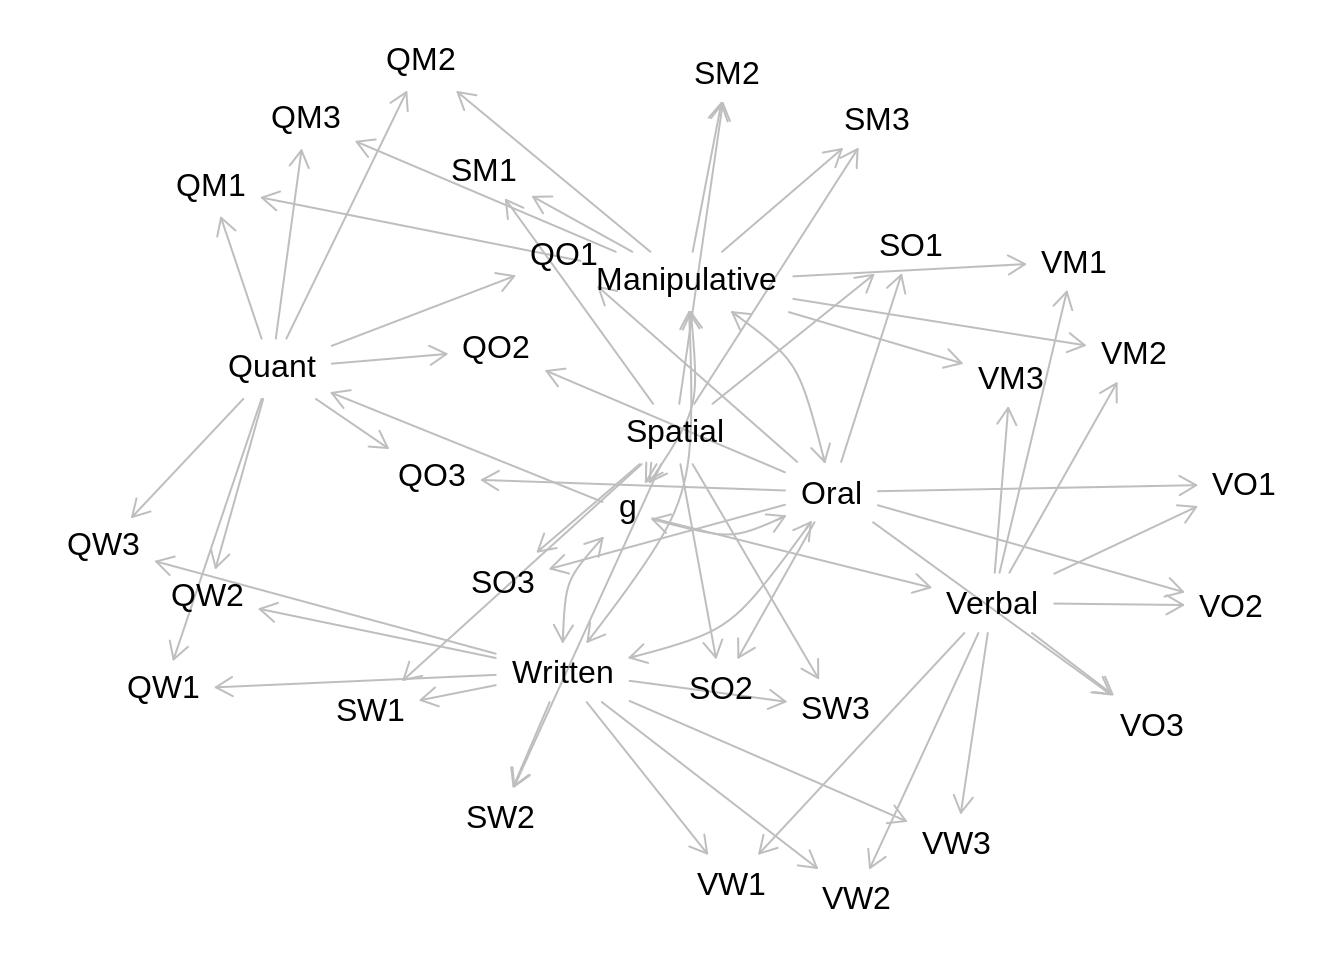 QM2
SM2
QM3
SM3
SM1
QM1
QO1
SO1
VM1
Manipulative
QO2
VM2
Quant
VM3
Spatial
QO3
VO1
Oral
g
QW3
SO3
QW2
Verbal
VO2
Written
QW1
SO2
SW1
SW3
VO3
SW2
VW3
VW1
VW2